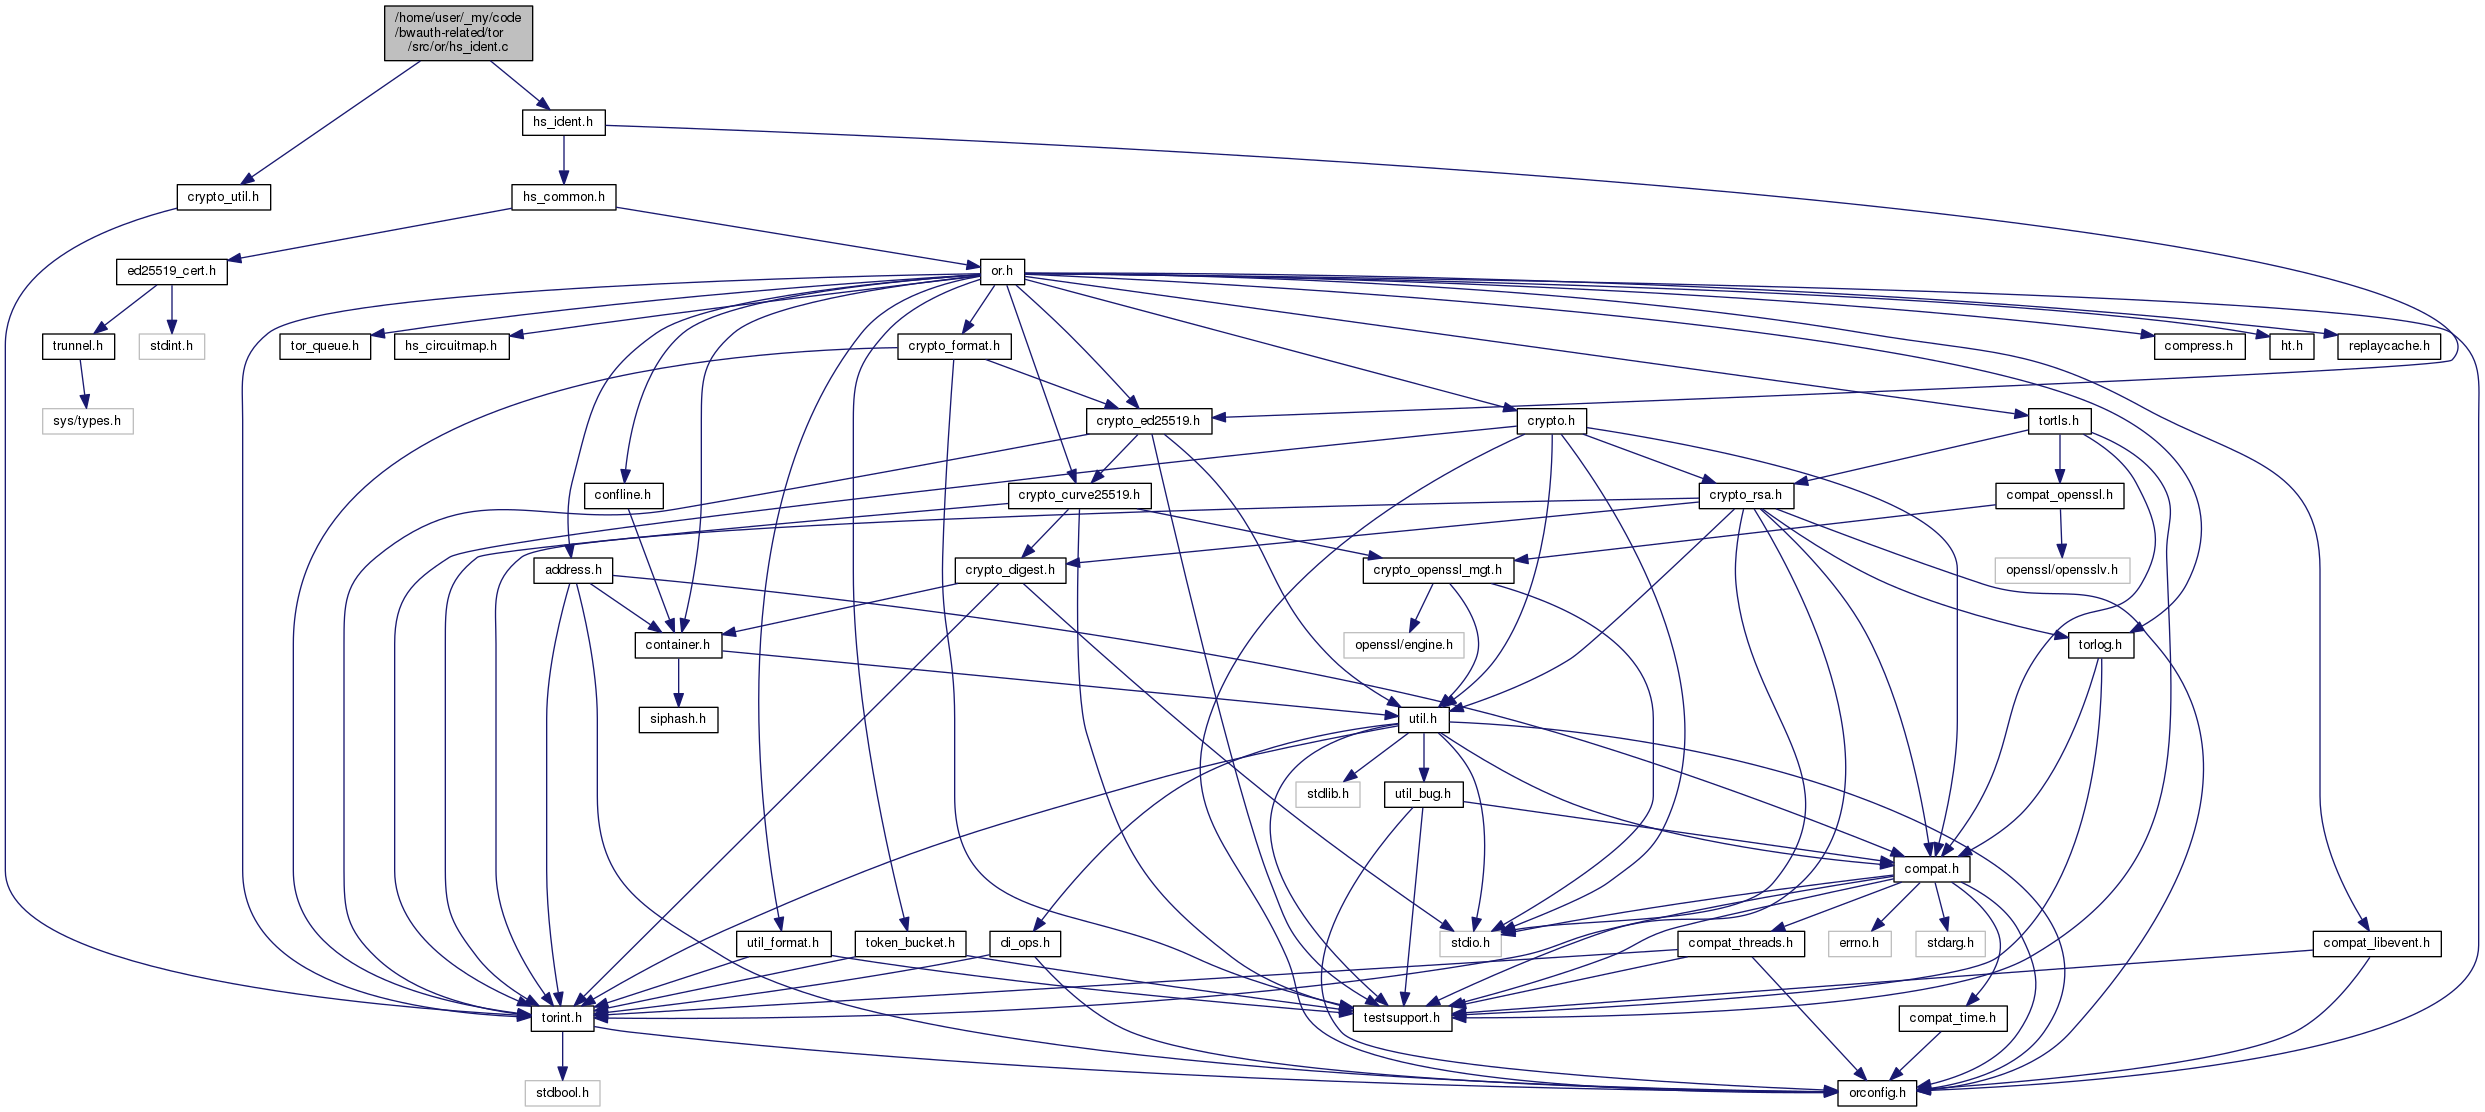 /home/user/_my/code
/bwauth-related/tor
/src/or/hs_ident.c
hs_ident.h
crypto_util.h
hs_common.h
ed25519_cert.h
or.h
trunnel.h
stdint.h
tor_queue.h
hs_circuitmap.h
crypto_format.h
compress.h
ht.h
replaycache.h
sys/types.h
crypto_ed25519.h
crypto.h
tortls.h
confline.h
crypto_curve25519.h
crypto_rsa.h
compat_openssl.h
address.h
crypto_digest.h
crypto_openssl_mgt.h
openssl/opensslv.h
container.h
openssl/engine.h
torlog.h
siphash.h
util.h
stdlib.h
util_bug.h
compat.h
util_format.h
token_bucket.h
di_ops.h
stdio.h
compat_threads.h
errno.h
stdarg.h
compat_libevent.h
torint.h
testsupport.h
compat_time.h
stdbool.h
orconfig.h